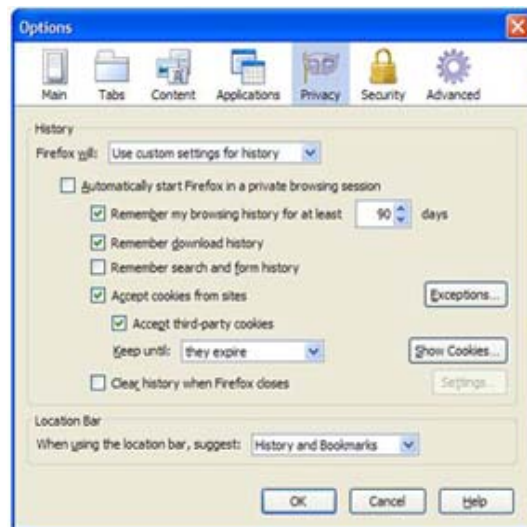 Options
Main Tabs Content Applications Privacy Security Advanced
History
Firefox will: Use custom settings for history
Automatically start Firefox in a private browsing session
Remember my browsing history for at least 90 days
Remember download history
Remember search and form history
Accept cookies from sites Exceptions...
Accept third-party cookies
Keep until: they expire Show Cookies...
Clear history when Firefox closes Settings...
Location Bar
When using the location bar, suggest: History and Bookmarks
OK Cancel Help